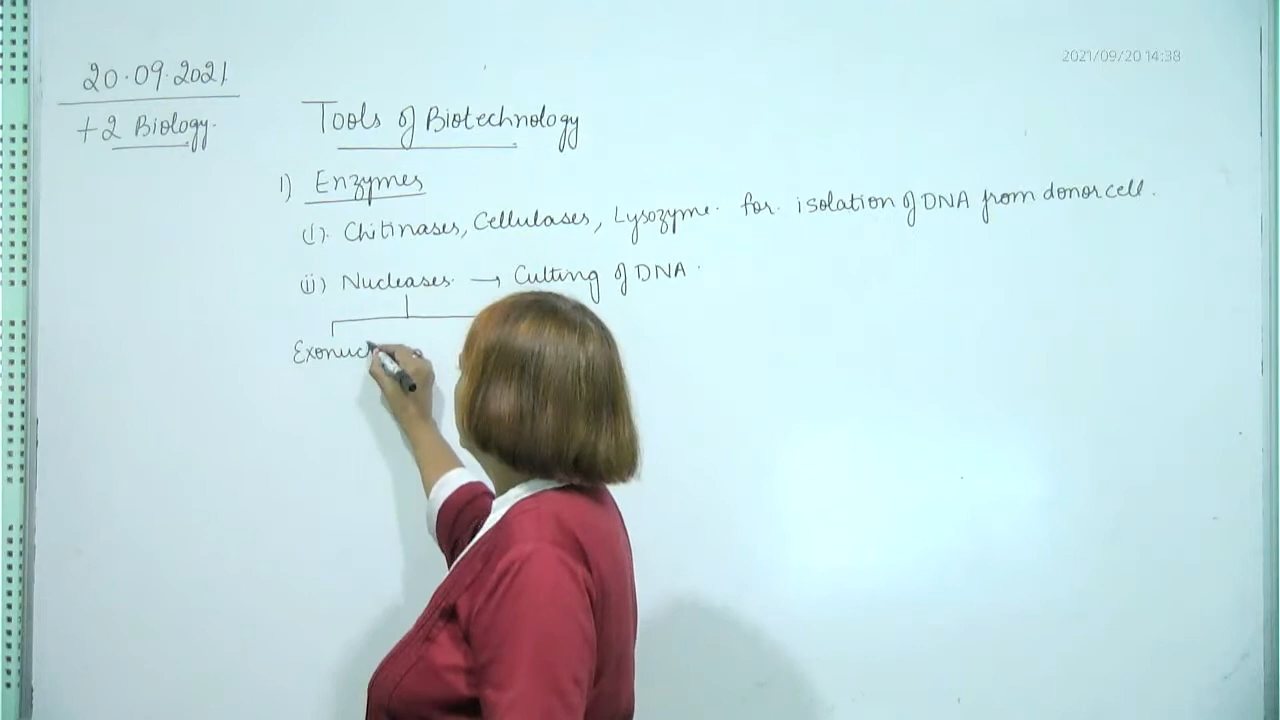 2021/09/20 14:38
20.09.2021
+2 Biology.
Tools of Biotechnology
1) Enzymes
(i). Chitinases, Cellulases, Lysozyme. for isolation of DNA from donor cell.
(ii) Nucleases. → Cutting of DNA.
Exonuc